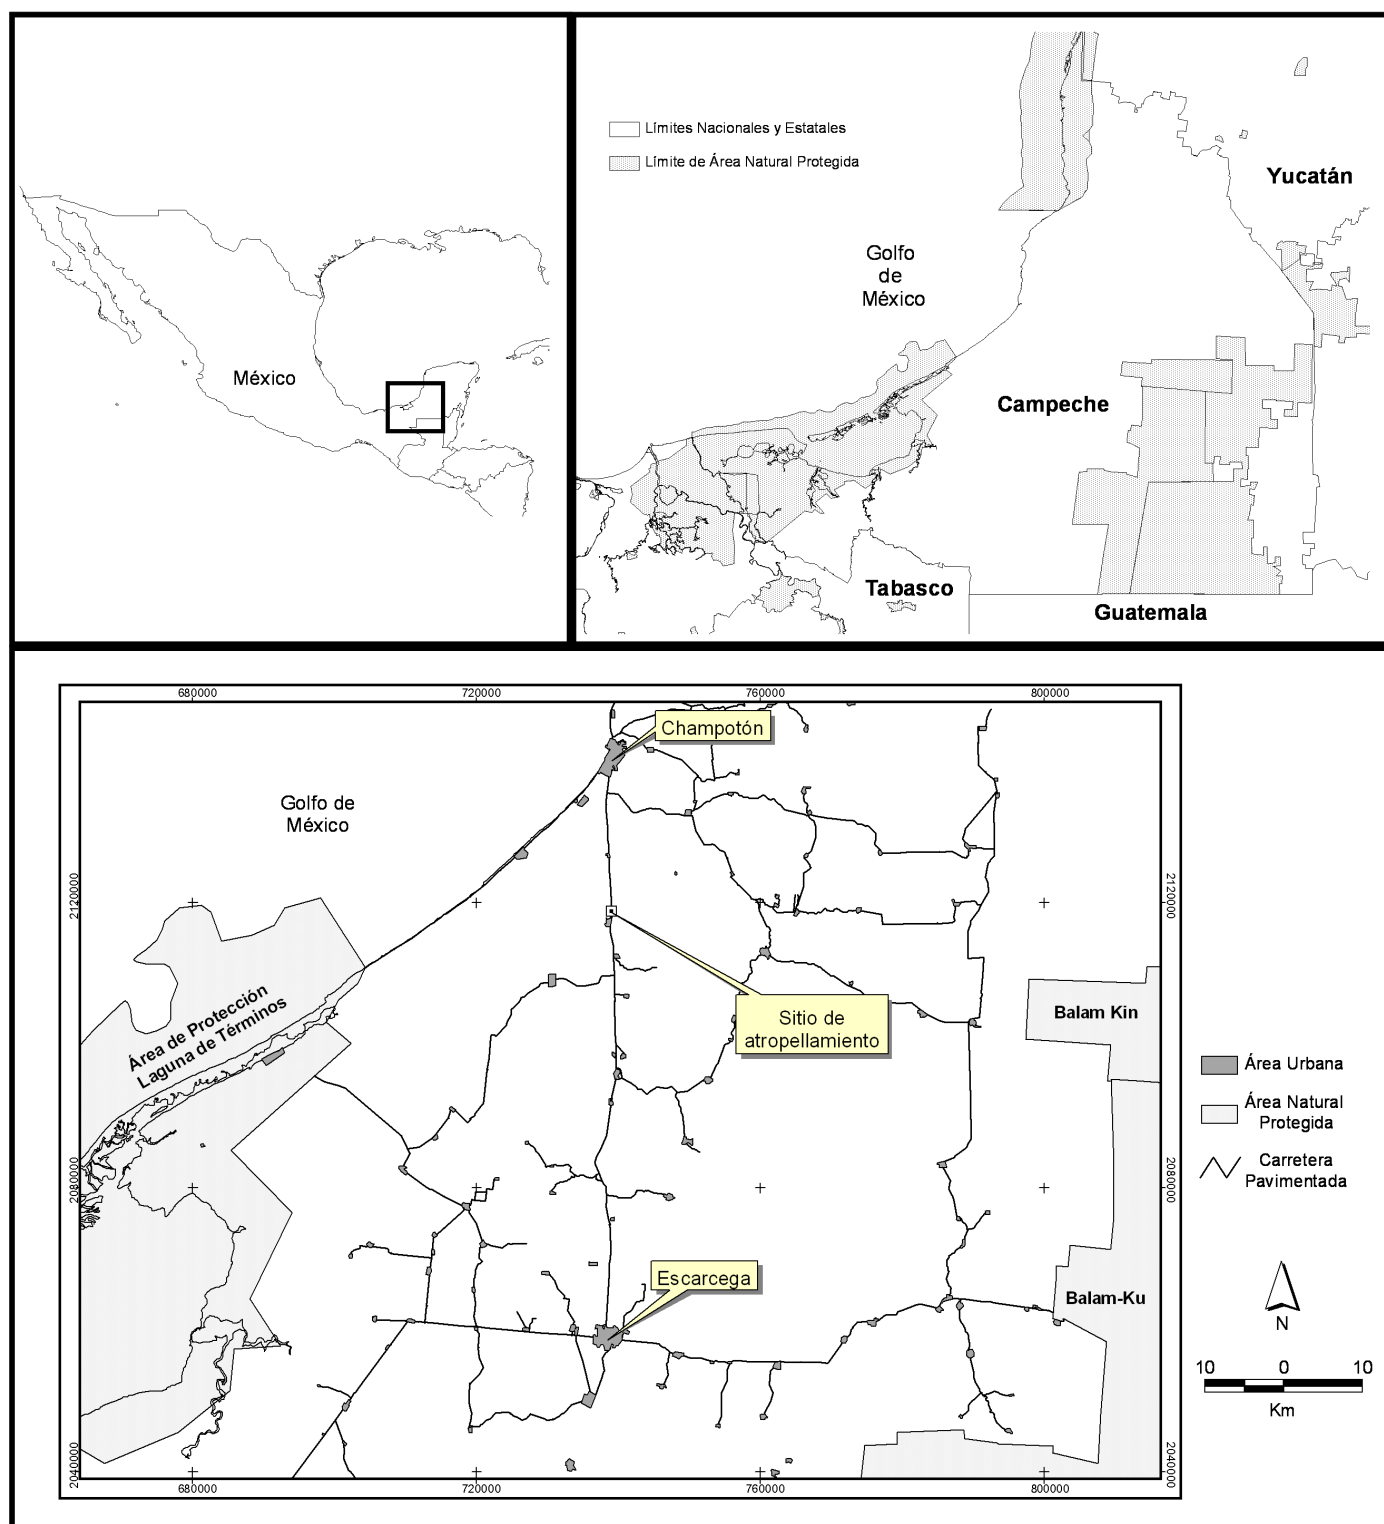 México
Límites Nacionales y Estatales
Límite de Área Natural Protegida
Yucatán
Golfo
de
México
Campeche
Tabasco
Guatemala
680000
720000
760000
800000
Champotón
Golfo de
México
2120000
2120000
Sitio de
atropellamiento
Área de Protección
Laguna de Términos
Balam Kin
Área Urbana
Área Natural
Protegida
Carretera
Pavimentada
2080000
2080000
Escarcega
Balam-Ku
N
10
0
10
Km
2040000
2040000
680000
720000
760000
800000